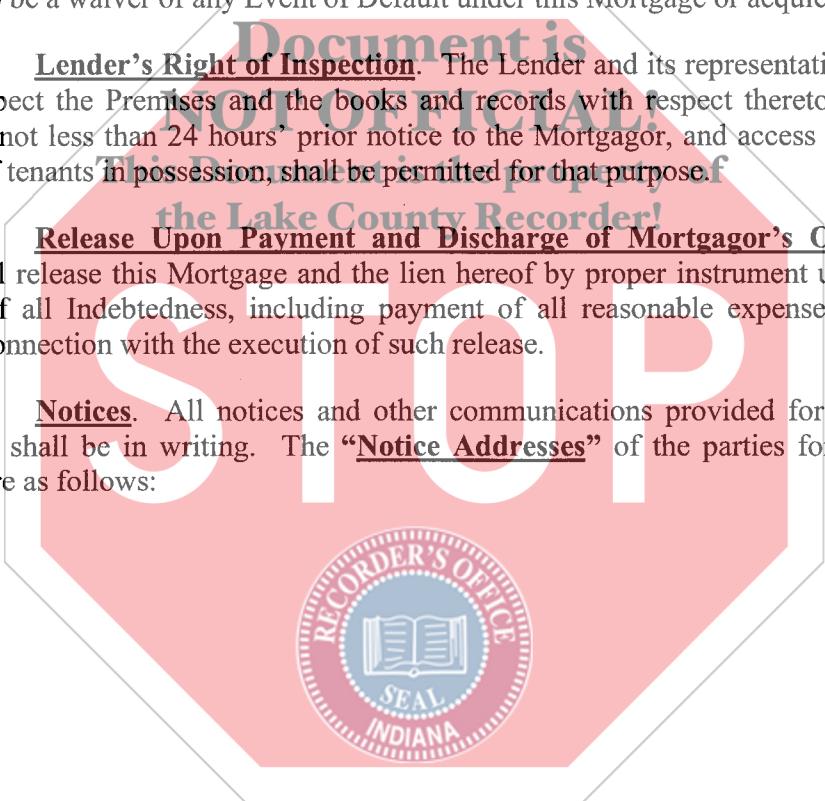 be a waiver of any Event of Default under this Mortgage or acquie
Document is
Lender’s Right of Inspection. The Lender and its representati
pect the Premises and the books and records with respect thereto
NOT OFFICIAL!
not less than 24 hours’ prior notice to the Mortgagor, and access
f tenants in possession, shall be permitted for that purpose.
This Document is the property of
the Lake County Recorder!
Release Upon Payment and Discharge of Mortgagor’s O
l release this Mortgage and the lien hereof by proper instrument u
f all Indebtedness, including payment of all reasonable expense
onnection with the execution of such release.
STOP
Notices. All notices and other communications provided for
shall be in writing. The “Notice Addresses” of the parties fo
re as follows:
RECORDER'S OFFICE
SEAL
INDIANA